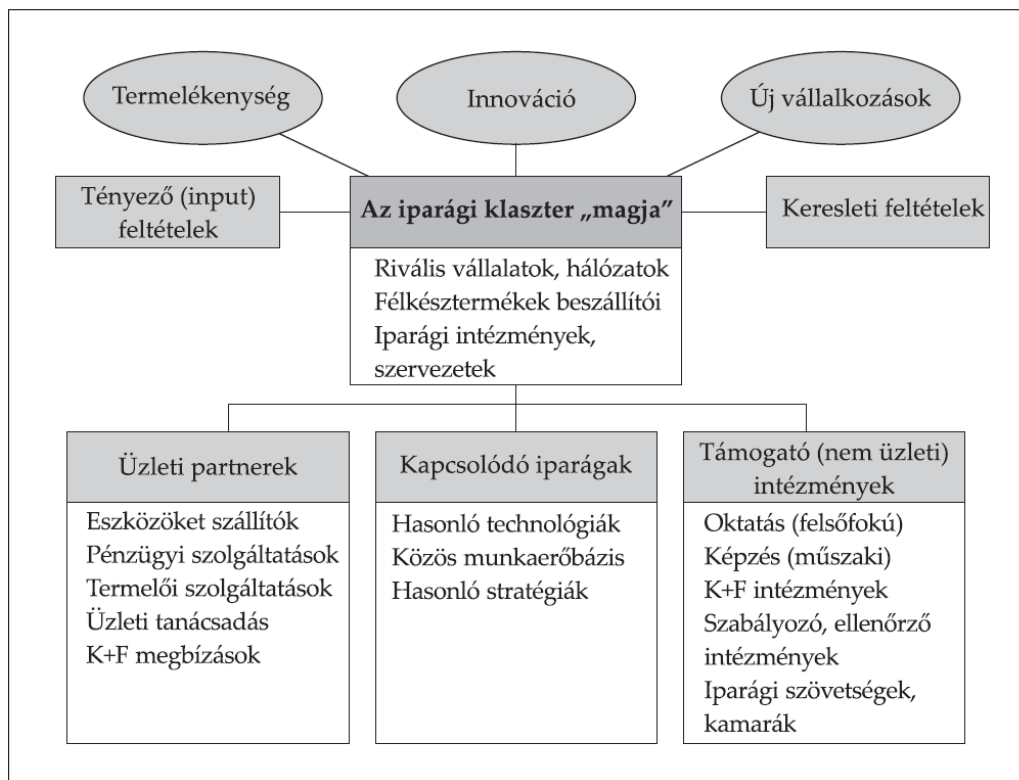 Termelékenység
Innováció
Új vállalkozások
Tényező (input)
feltételek
Az iparági klaszter „magja”
Keresleti feltételek
Rivális vállalatok, hálózatok
Félkésztermékek beszállítói
Iparági intézmények,
szervezetek
Üzleti partnerek
Eszközöket szállítók
Pénzügyi szolgáltatások
Termelői szolgáltatások
Üzleti tanácsadás
K+F megbízások
Kapcsolódó iparágak
Hasonló technológiák
Közös munkaerőbázis
Hasonló stratégiák
Támogató (nem üzleti)
intézmények
Oktatás (felsőfokú)
Képzés (műszaki)
K+F intézmények
Szabályozó, ellenőrző
intézmények
Iparági szövetségek,
kamarák